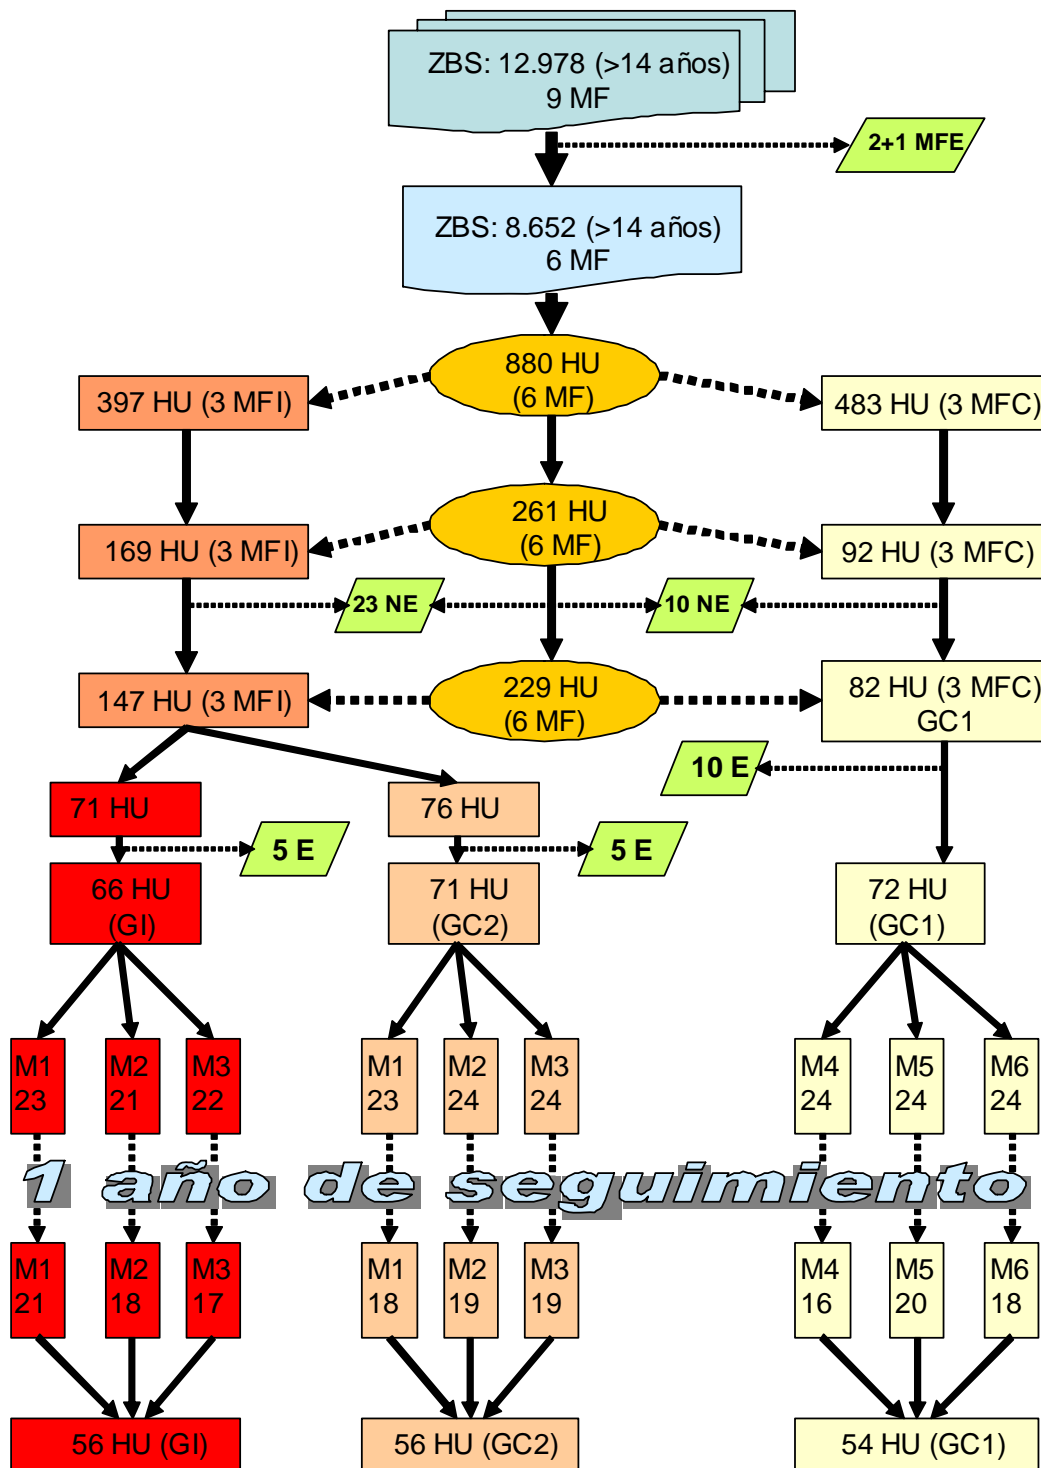 ZBS: 12.978 (>14 años)
9 MF
2+1 MFE
ZBS: 8.652 (>14 años)
6 MF
880 HU
(6 MF)
397 HU (3 MFI)
483 HU (3 MFC)
261 HU
(6 MF)
169 HU (3 MFI)
92 HU (3 MFC)
23 NE
10 NE
147 HU (3 MFI)
229 HU
(6 MF)
82 HU (3 MFC)
GC1
10 E
71 HU
76 HU
5 E
5 E
66 HU
(GI)
71 HU
(GC2)
72 HU
(GC1)
M1
23
M2
21
M3
22
M1
23
M2
24
M3
24
M4
24
M5
24
M6
24
1 año de seguimiento
M1
21
M2
18
M3
17
M1
18
M2
19
M3
19
M4
16
M5
20
M6
18
56 HU (GI)
56 HU (GC2)
54 HU (GC1)